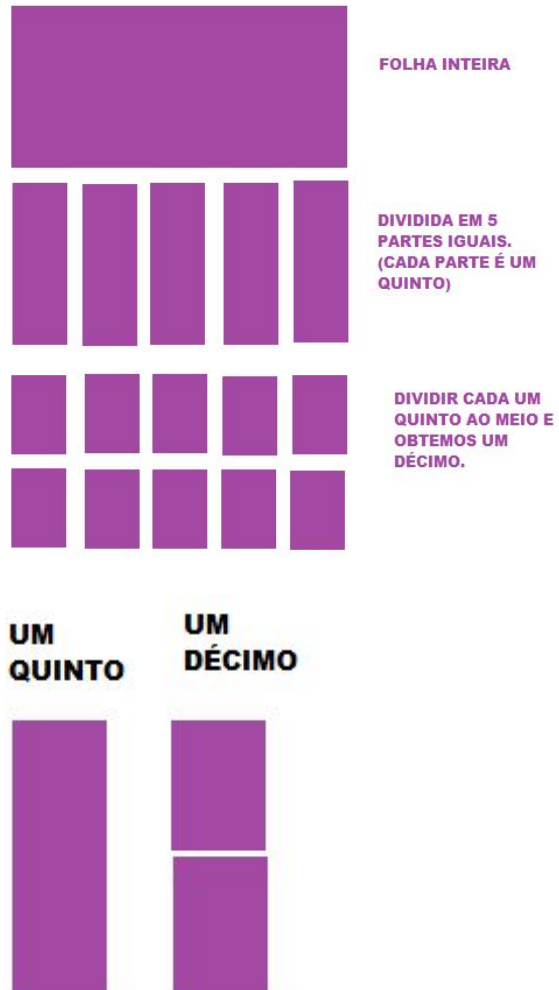 FOLHA INTEIRA
DIVIDIDA EM 5
PARTES IGUAIS.
(CADA PARTE É UM
QUINTO)
DIVIDIR CADA UM
QUINTO AO MEIO E
OBTEMOS UM
DÉCIMO.
UM
QUINTO
UM
DÉCIMO